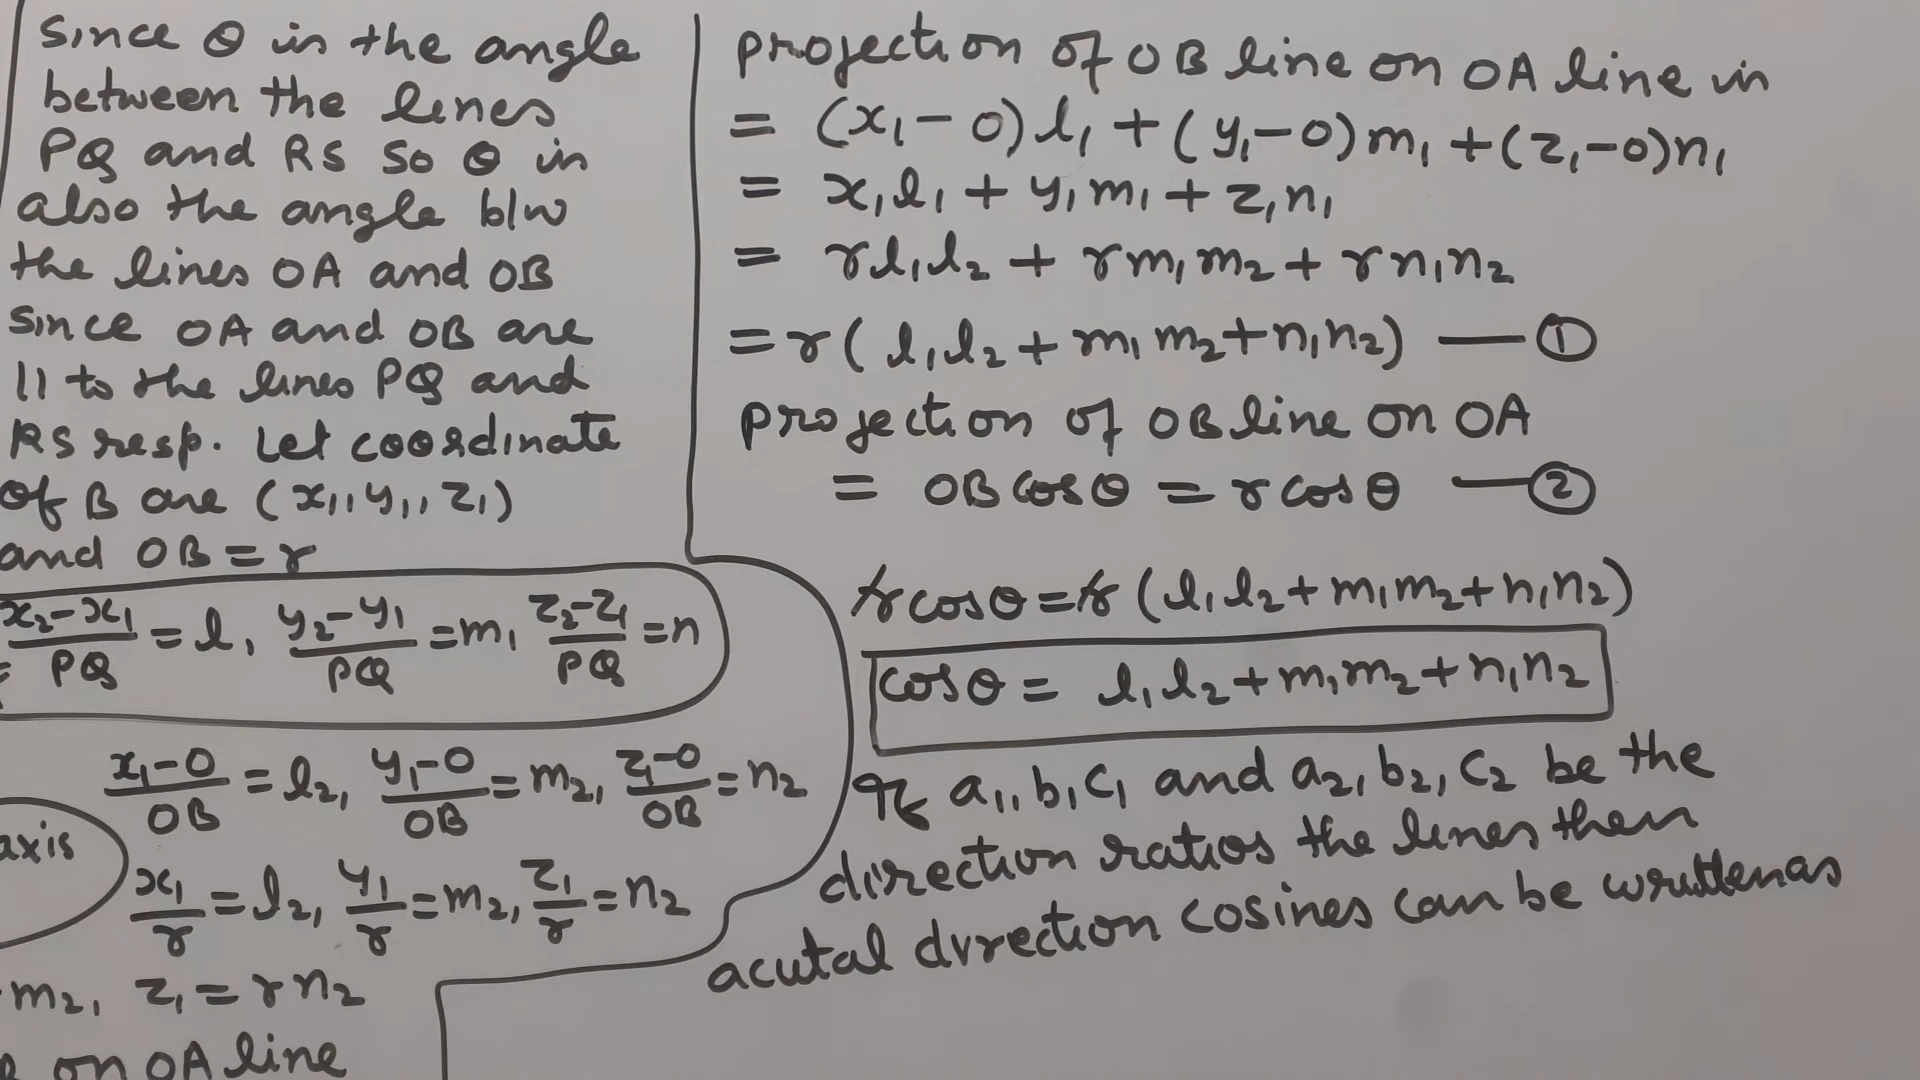 since θ is the angle
between the lines
PQ and RS so θ is
also the angle b/w
the lines OA and OB
since OA and OB are
11 to the lines PQ and
RS resp. Let coordinate
of B are (x₁, y₁, z₁)
and OB = r
x₂-x₁/PQ = l, y₂-y₁/PQ = m, z₂-z₁/PQ = n
x₁-0/OB = l₂, y₁-0/OB = m₂, z₁-0/OB = n₂
axis
x₁/r = l₂, y₁/r = m₂, z₁/r = n₂
m₂, z₁ = rn₂
on OA line
projection of OB line on OA line is
= (x₁-0)l₁ + (y₁-0)m₁ + (z₁-0)n₁
= x₁l₁ + y₁m₁ + z₁n₁
= rl₁l₂ + rm₁m₂ + rn₁n₂
= r(l₁l₂ + m₁m₂ + n₁n₂) — ①
projection of OB line on OA
= OB cosθ = r cosθ — ②
r cosθ = r (l₁l₂ + m₁m₂ + n₁n₂)
cosθ = l₁l₂ + m₁m₂ + n₁n₂
If a₁, b₁ c₁ and a₂, b₂, c₂ be the
direction ratios the lines then
acutal direction cosines can be written as